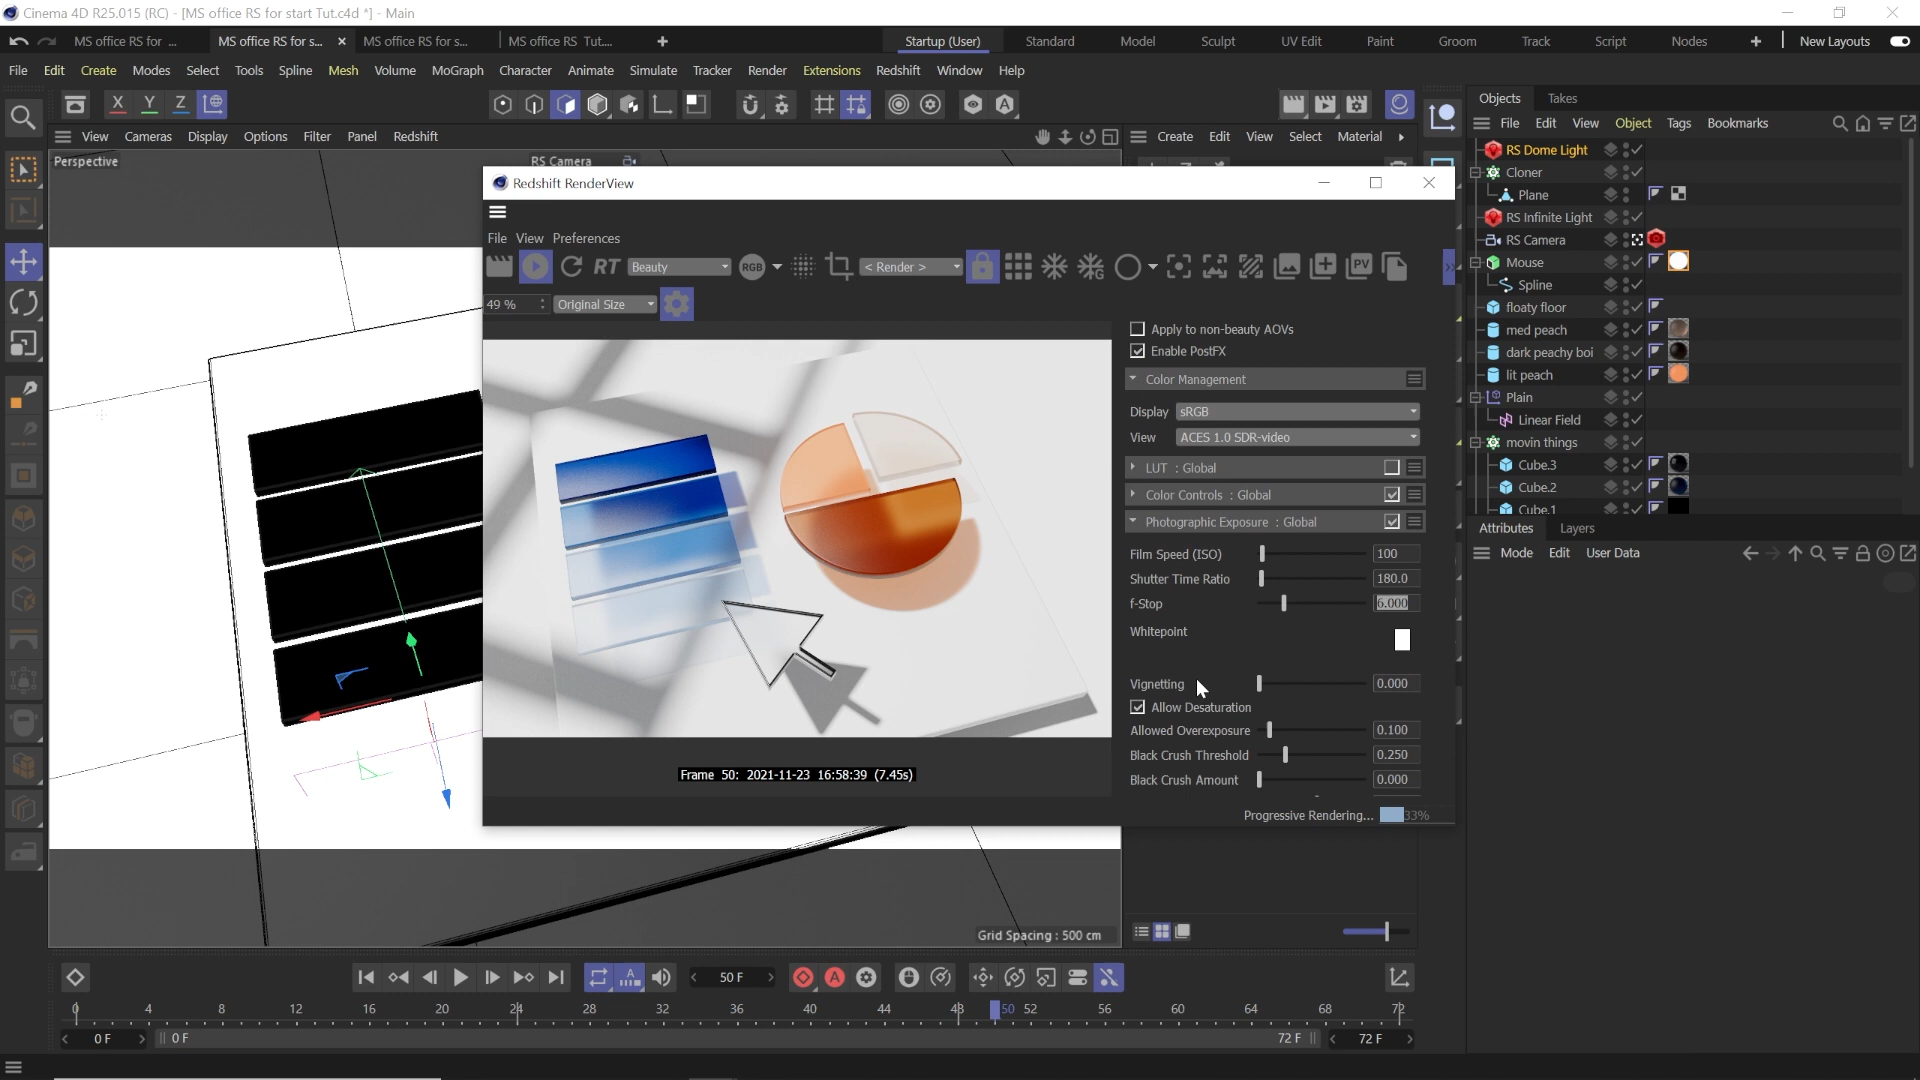 Cinema 4D R25.015 (RC) - [MS office RS for start Tut.c4d *] - Main
MS office RS for ...
MS office RS for s...
MS office RS for s...
MS office RS Tut....
Startup (User)
Standard
Model
Sculpt
UV Edit
Paint
Groom
Track
Script
Nodes
New Layouts
File Edit Create Modes Select Tools Spline Mesh Volume MoGraph Character Animate Simulate Tracker Render Extensions Redshift Window Help
X Y Z
Objects Takes
View Cameras Display Options Filter Panel Redshift
Create Edit View Select Material
File Edit View Object Tags Bookmarks
Perspective
RS Camera
RS Dome Light
Cloner
Plane
RS Infinite Light
RS Camera
Mouse
Spline
floaty floor
med peach
dark peachy boi
lit peach
Plain
Linear Field
movin things
Cube.3
Cube.2
Cube.1
Redshift RenderView
File View Preferences
RT
Beauty
RGB
< Render >
PV
49 %
Original Size
Apply to non-beauty AOVs
Enable PostFX
Color Management
Display sRGB
View ACES 1.0 SDR-video
LUT : Global
Color Controls : Global
Photographic Exposure : Global
Film Speed (ISO) 100
Shutter Time Ratio 180.0
f-Stop 6.000
Whitepoint
Vignetting 0.000
Allow Desaturation
Allowed Overexposure 0.100
Black Crush Threshold 0.250
Black Crush Amount 0.000
Frame 50: 2021-11-23 16:58:39 (7.45s)
Progressive Rendering... 33%
Attributes Layers
Mode Edit User Data
Grid Spacing : 500 cm
50 F
0 4 8 12 16 20 24 28 32 36 40 44 48 50 52 56 60 64 68 72
0 F
0 F
72 F
72 F